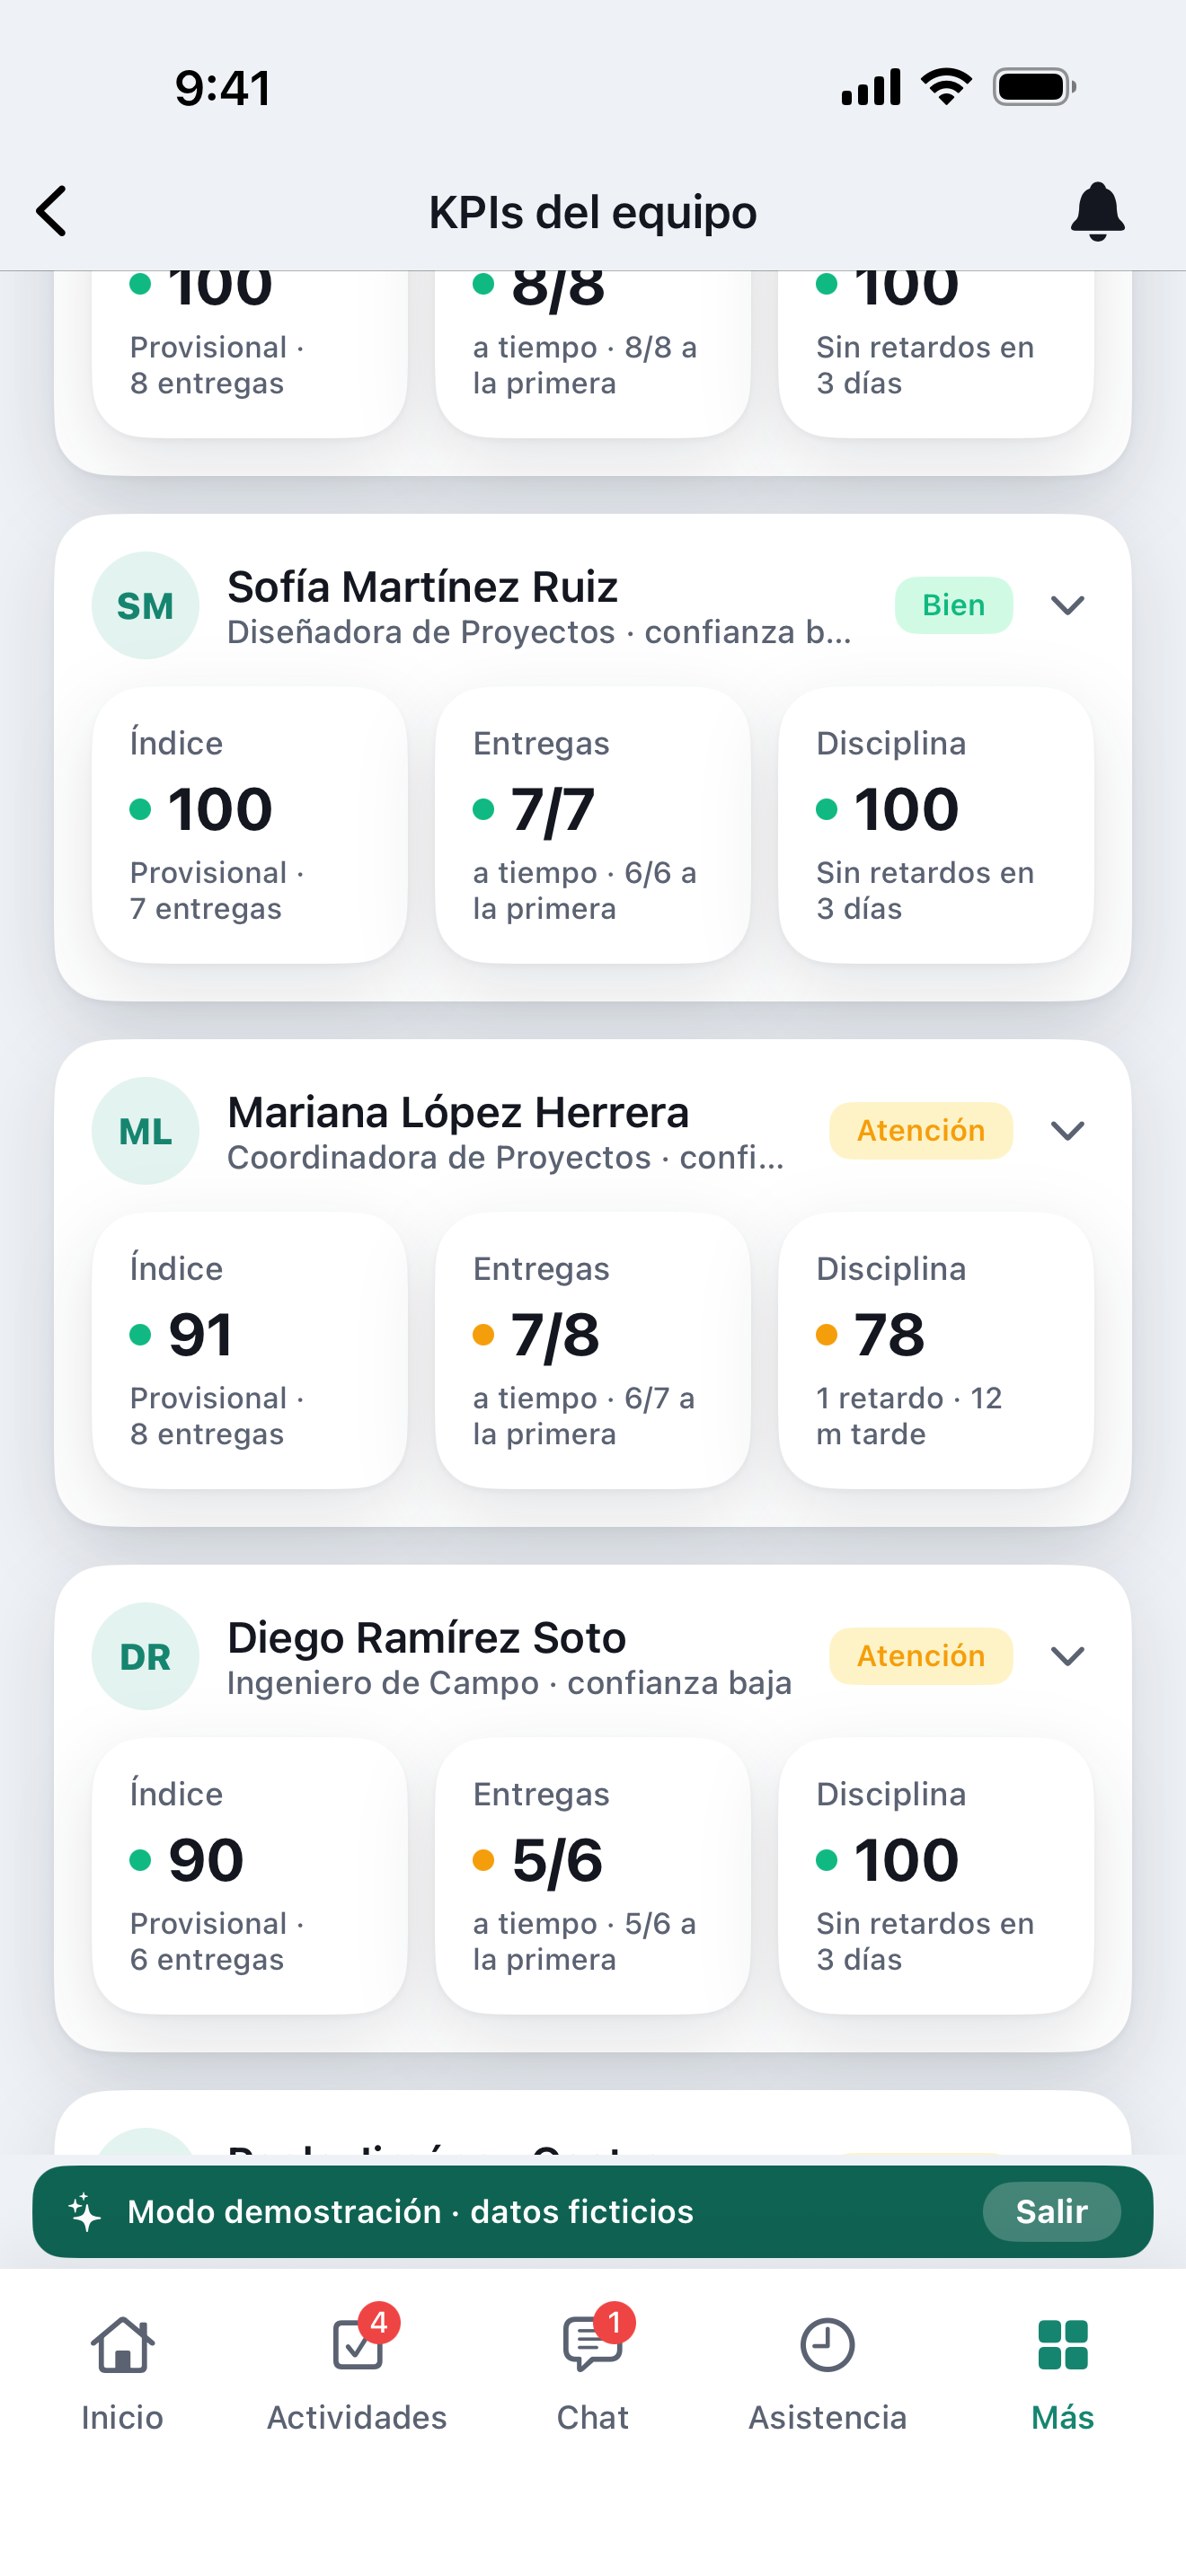 9:41
KPIs del equipo
100
8/8
100
Provisional ·
8 entregas
a tiempo · 8/8 a
la primera
Sin retardos en
3 días
SM
Sofía Martínez Ruiz
Diseñadora de Proyectos · confianza b...
Bien
Índice
100
Provisional ·
7 entregas
Entregas
7/7
a tiempo · 6/6 a
la primera
Disciplina
100
Sin retardos en
3 días
ML
Mariana López Herrera
Coordinadora de Proyectos · confi...
Atención
Índice
91
Provisional ·
8 entregas
Entregas
7/8
a tiempo · 6/7 a
la primera
Disciplina
78
1 retardo · 12
m tarde
DR
Diego Ramírez Soto
Ingeniero de Campo · confianza baja
Atención
Índice
90
Provisional ·
6 entregas
Entregas
5/6
a tiempo · 5/6 a
la primera
Disciplina
100
Sin retardos en
3 días
Modo demostración · datos ficticios
Salir
4
1
Inicio
Actividades
Chat
Asistencia
Más